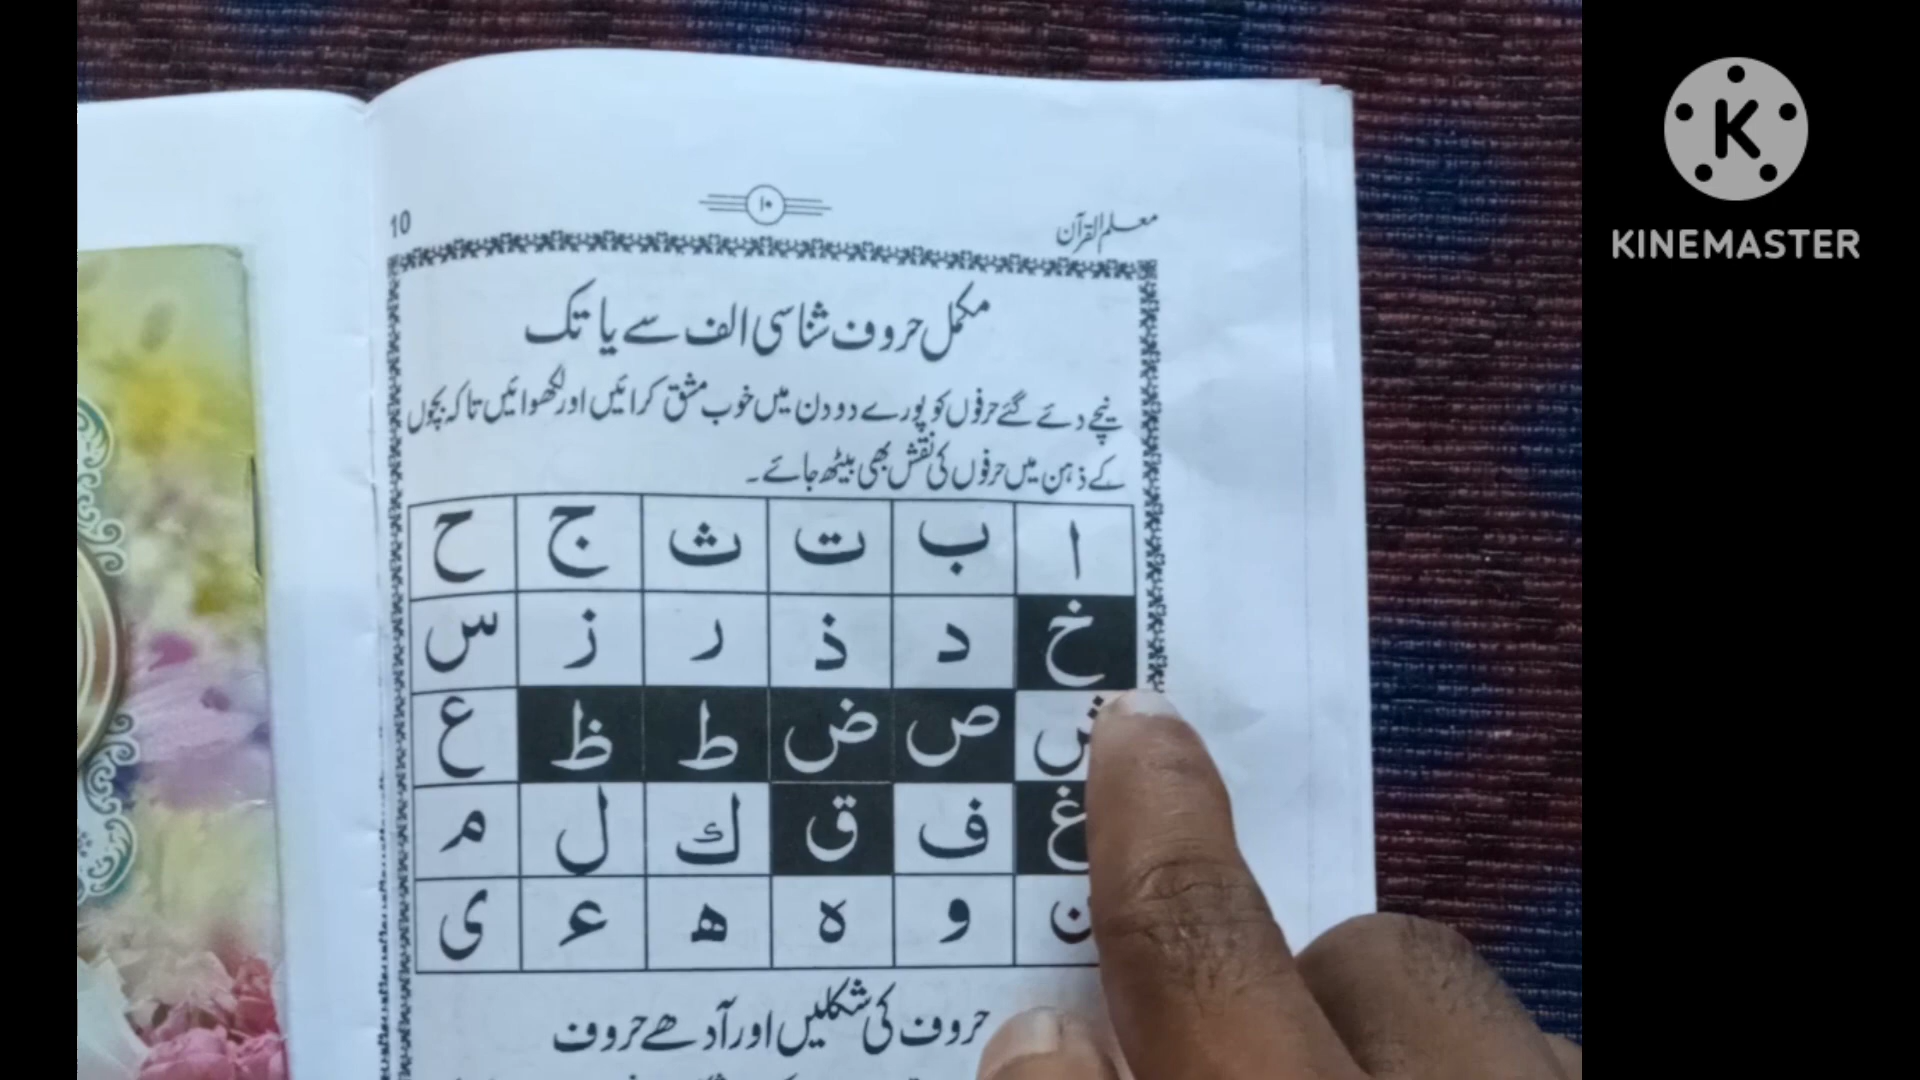 10
۱۰
معلم القرآن
مکمل حروف شناسی الف سے یا تک
نیچے دئے گئے حرفوں کو پورے دو دن میں خوب مشق کرائیں اور لکھوائیں تاکہ بچوں
کے ذہن میں حرفوں کی نقش بھی بیٹھ جائے۔
ا ب ت ث ج ح
خ د ذ ر ز س
ش ص ض ط ظ ع
غ ف ق ك ل م
ن و ہ ھ ء ی
حروف کی شکلیں اور آدھے حروف
K
KINEMASTER